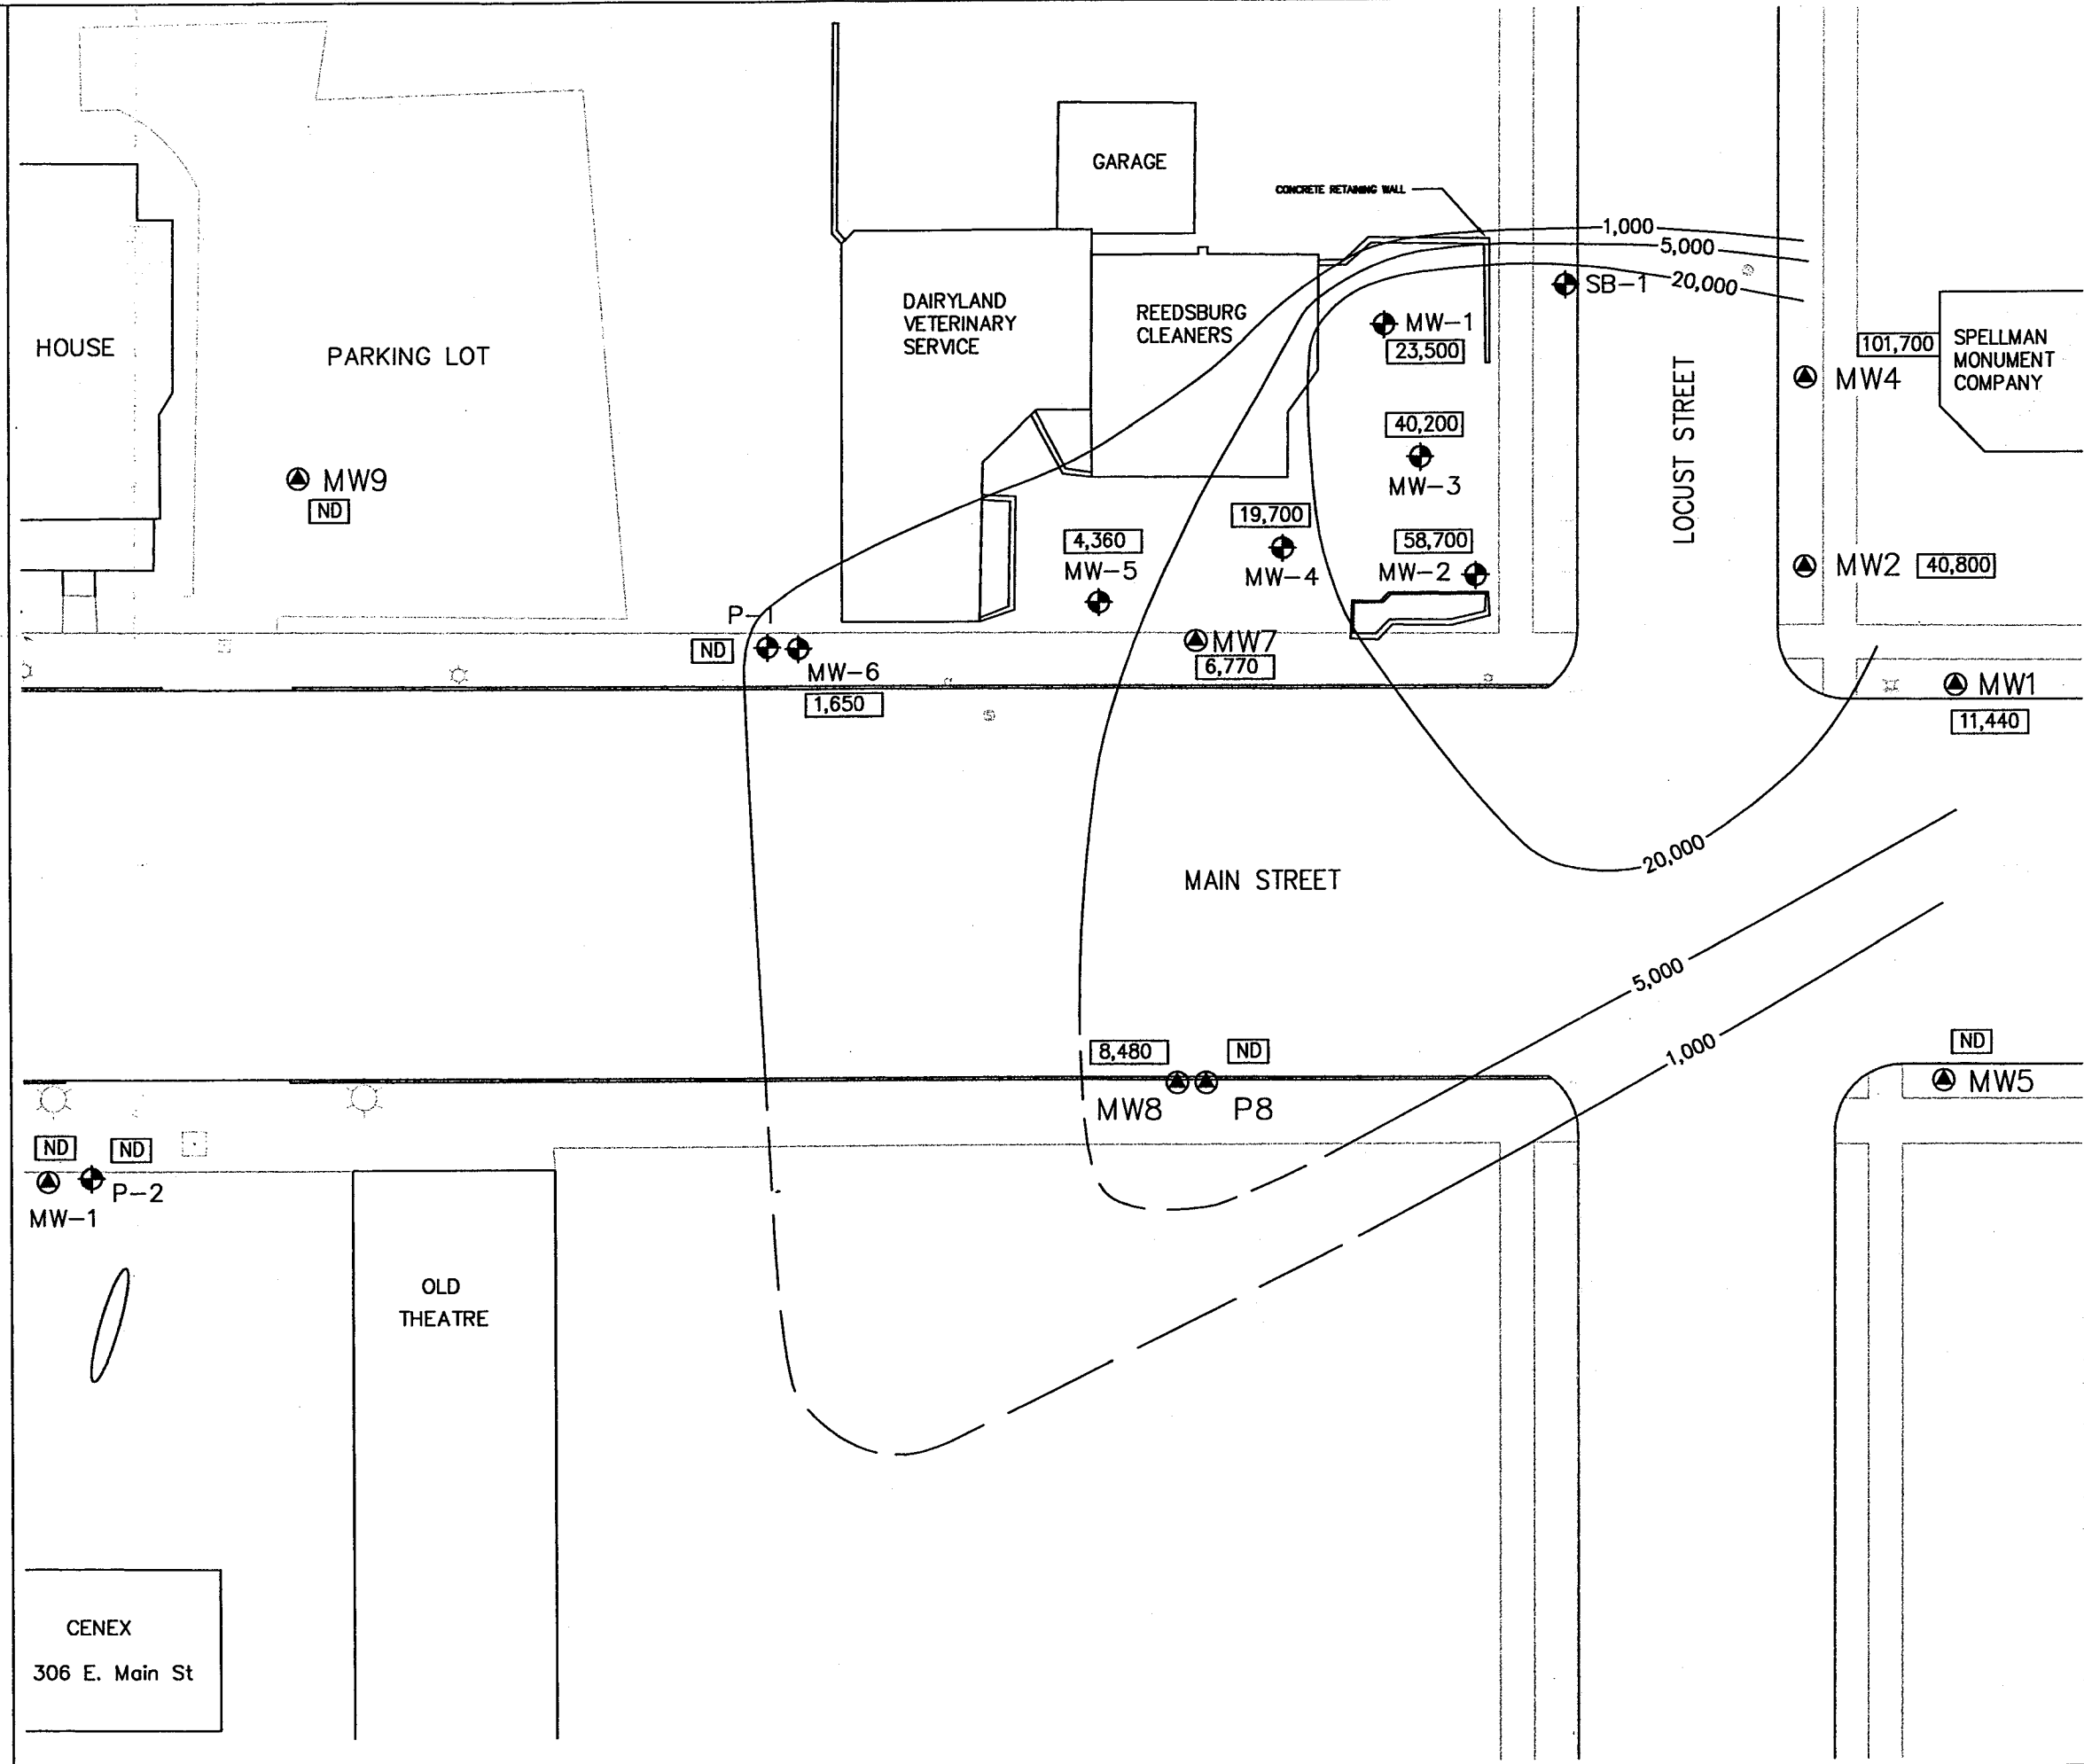 GARAGE
CONCRETE RETAINING WALL
1,000
5,000
20,000
SB-1
MW-1
23,500
DAIRYLAND
VETERINARY
SERVICE
REEDSBURG
CLEANERS
HOUSE
PARKING LOT
101,700
SPELLMAN
MONUMENT
COMPANY
MW4
LOCUST STREET
40,200
MW-3
MW9
ND
19,700
MW-4
4,360
MW-5
58,700
MW-2
MW2
40,800
P-1
ND
MW-6
1,650
MW7
6,770
MW1
11,440
20,000
MAIN STREET
5,000
1,000
8,480
ND
MW8
P8
ND
MW5
ND
ND
P-2
MW-1
OLD
THEATRE
CENEX
306 E. Main St